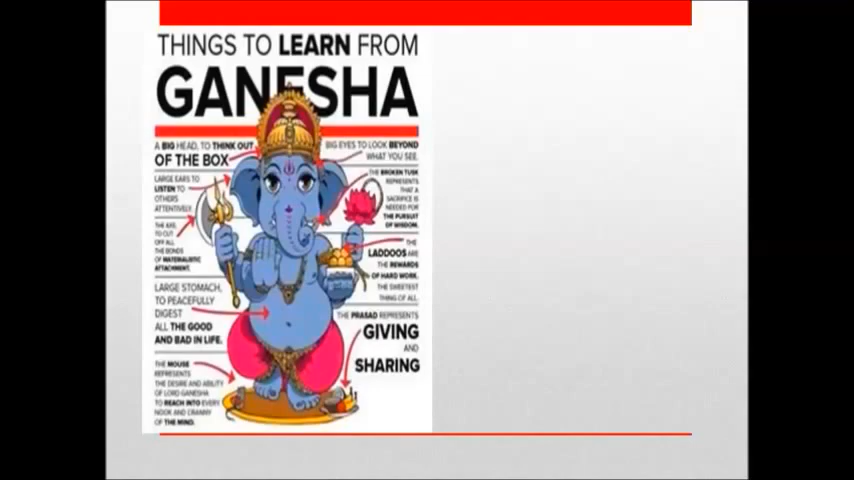 THINGS TO LEARN FROM
GANESHA
A BIG HEAD, TO THINK OUT
OF THE BOX
LARGE EARS TO
LISTEN TO
OTHERS
ATTENTIVELY
THE AXE,
TO CUT
OFF ALL
THE BONDS
OF MATERIALISTIC
ATTACHMENT.
LARGE STOMACH,
TO PEACEFULLY
DIGEST
ALL THE GOOD
AND BAD IN LIFE.
THE MOUSE
REPRESENTS
THE DESIRE AND ABILITY
OF LORD GANESHA
TO REACH INTO EVERY
NOOK AND CRANNY
OF THE MIND.
BIG EYES TO LOOK BEYOND
WHAT YOU SEE.
THE BROKEN TUSK
REPRESENTS
THAT A
SACRIFICE IS
NEEDED FOR
THE PURSUIT
OF WISDOM.
THE
LADDOOS ARE
THE REWARDS
OF HARD WORK.
THE SWEETEST
THING OF ALL.
THE PRASAD REPRESENTS
GIVING
AND
SHARING